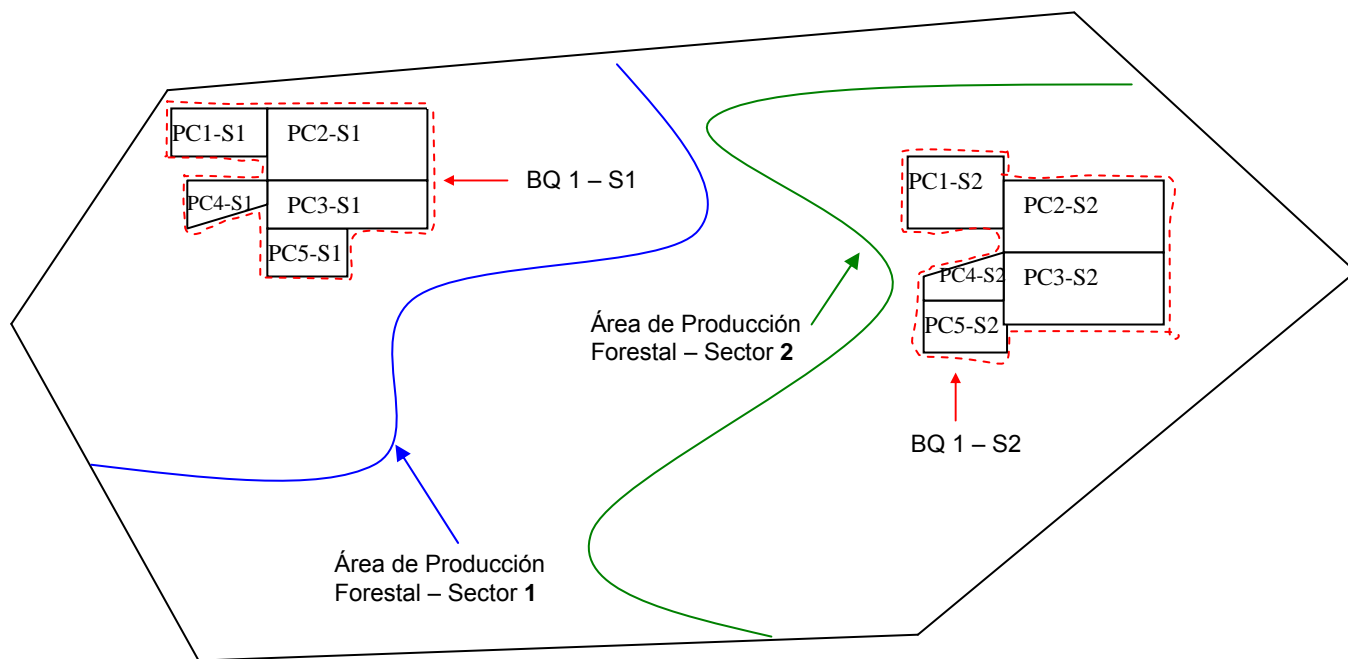 PC1-S1
PC2-S1
PC4-S1
PC3-S1
PC5-S1
BQ 1 – S1
PC1-S2
PC2-S2
PC4-S2
PC3-S2
PC5-S2
BQ 1 – S2
Área de Producción
Forestal – Sector 2
Área de Producción
Forestal – Sector 1